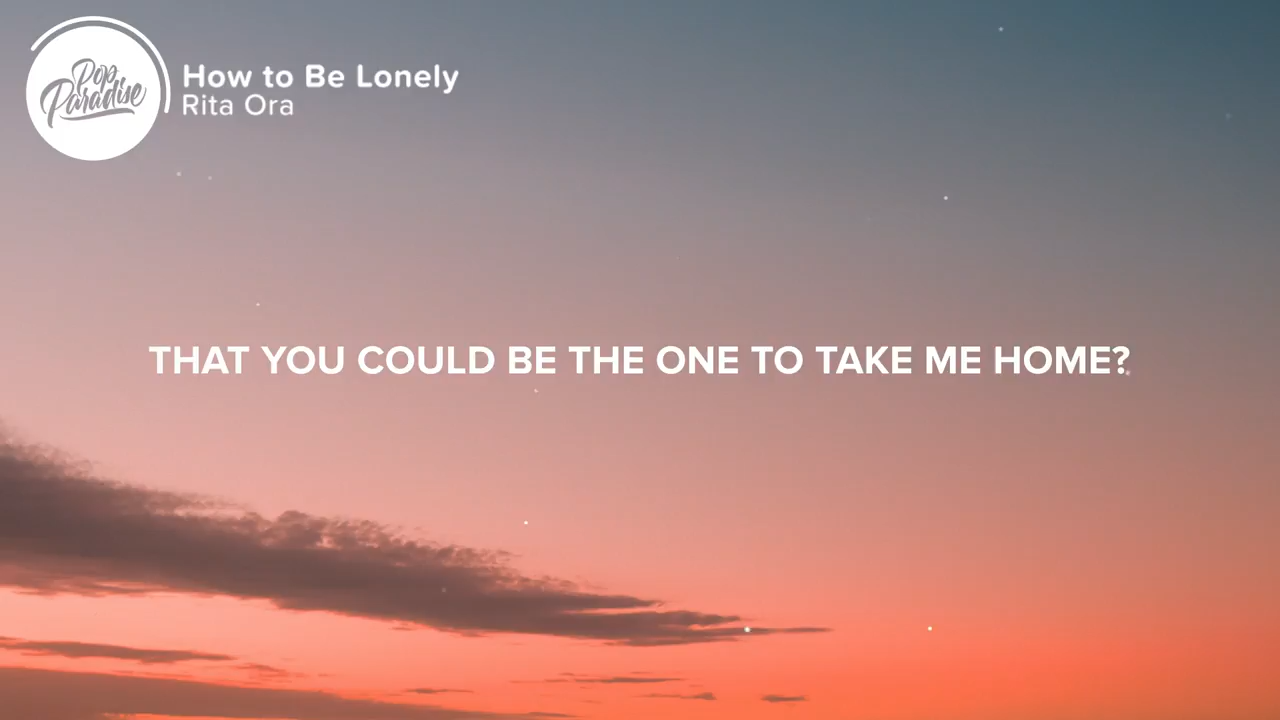 Pop
Paradise
How to Be Lonely
Rita Ora
THAT YOU COULD BE THE ONE TO TAKE ME HOME?